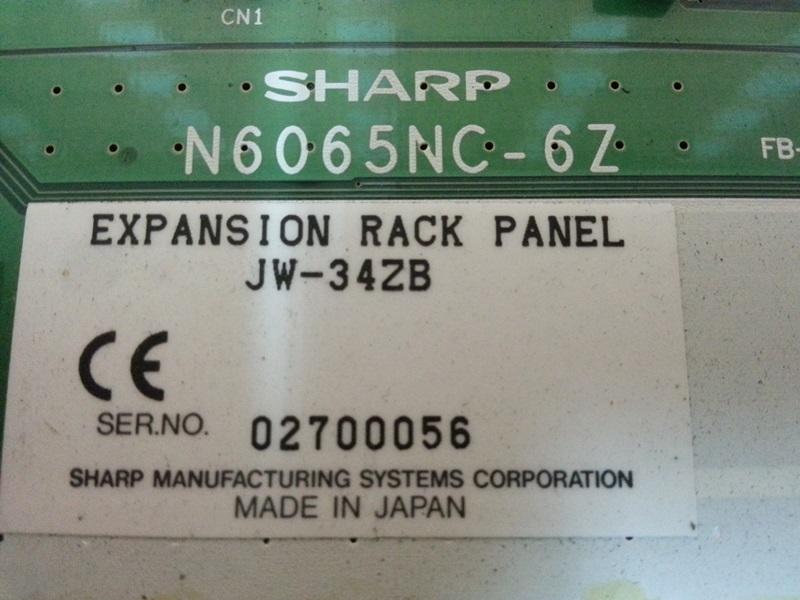 CN1
SHARP
N6065NC-6Z
FB-
EXPANSION RACK PANEL
JW-34ZB
CE
SER.NO. 02700056
SHARP MANUFACTURING SYSTEMS CORPORATION
MADE IN JAPAN